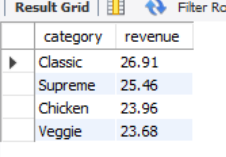 Result Grid Filter Ro
category revenue
Classic 26.91
Supreme 25.46
Chicken 23.96
Veggie 23.68